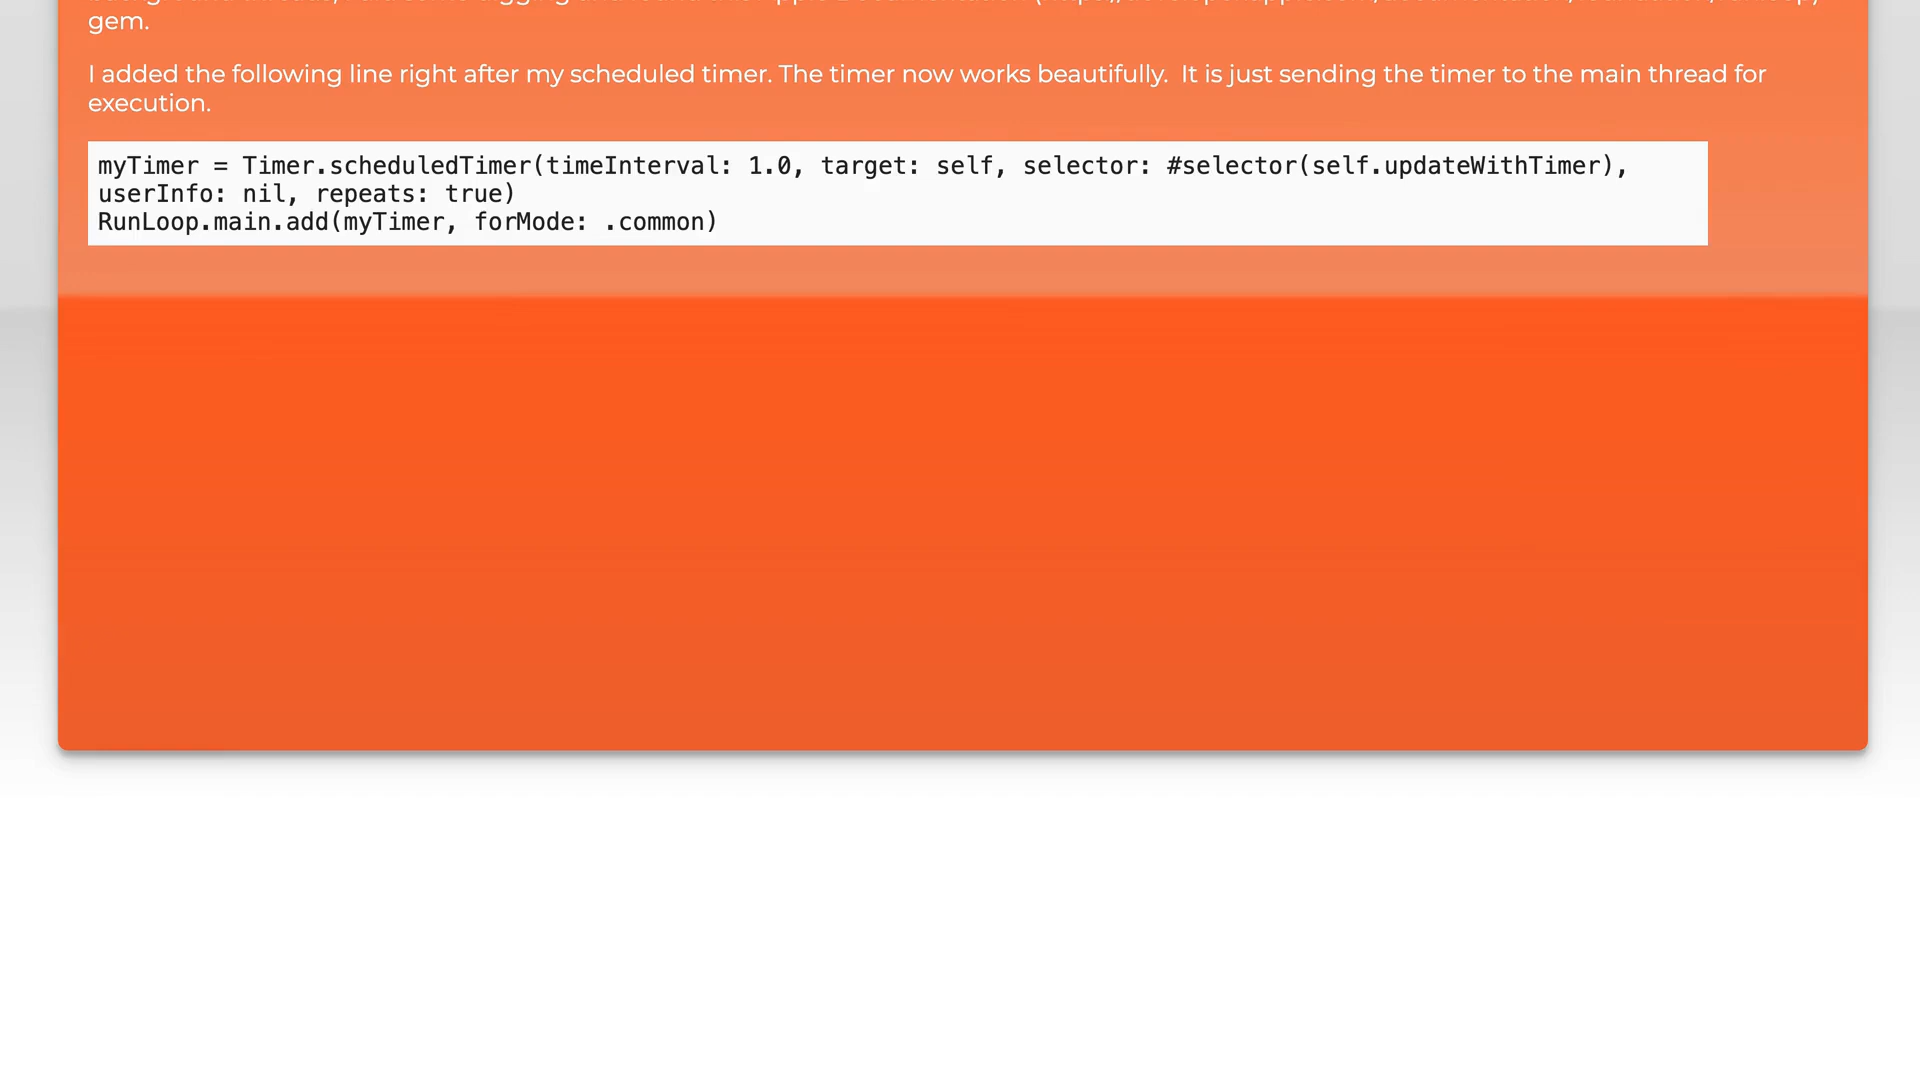 gem.
I added the following line right after my scheduled timer. The timer now works beautifully.  It is just sending the timer to the main thread for
execution.
myTimer = Timer.scheduledTimer(timeInterval: 1.0, target: self, selector: #selector(self.updateWithTimer),
userInfo: nil, repeats: true)
RunLoop.main.add(myTimer, forMode: .common)